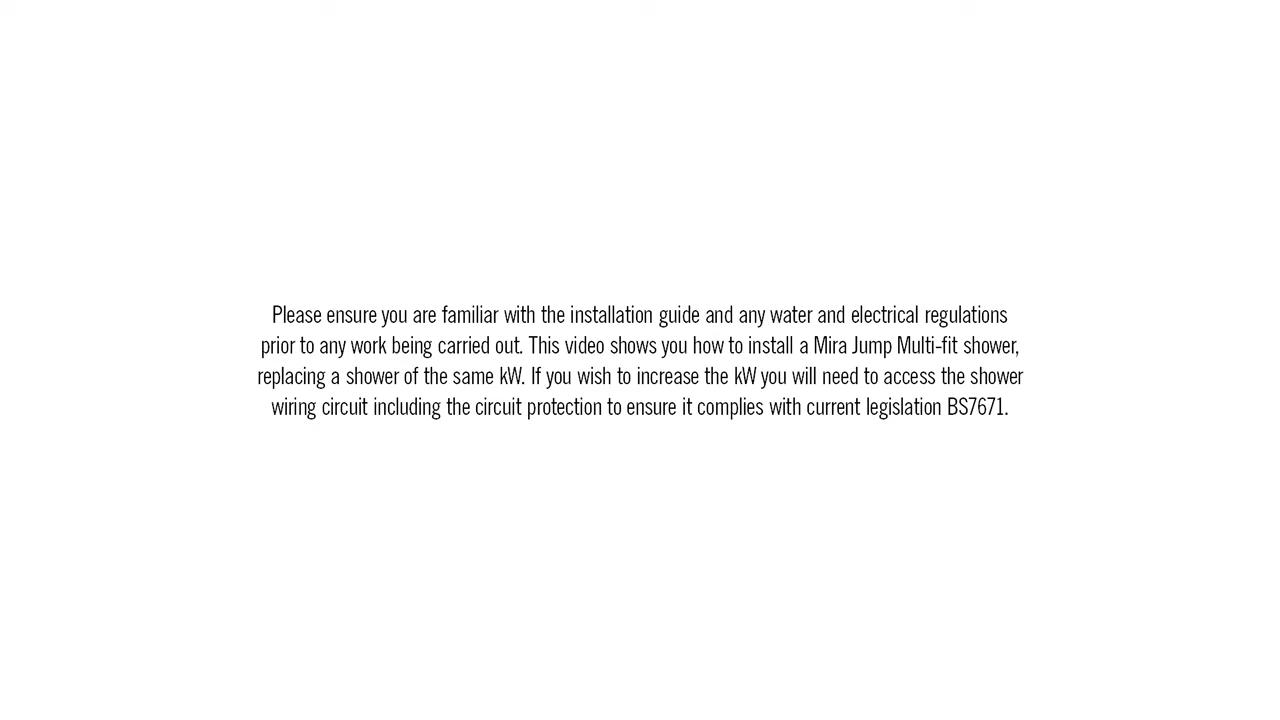 Please ensure you are familiar with the installation guide and any water and electrical regulations
prior to any work being carried out. This video shows you how to install a Mira Jump Multi-fit shower,
replacing a shower of the same kW. If you wish to increase the kW you will need to access the shower
wiring circuit including the circuit protection to ensure it complies with current legislation BS7671.